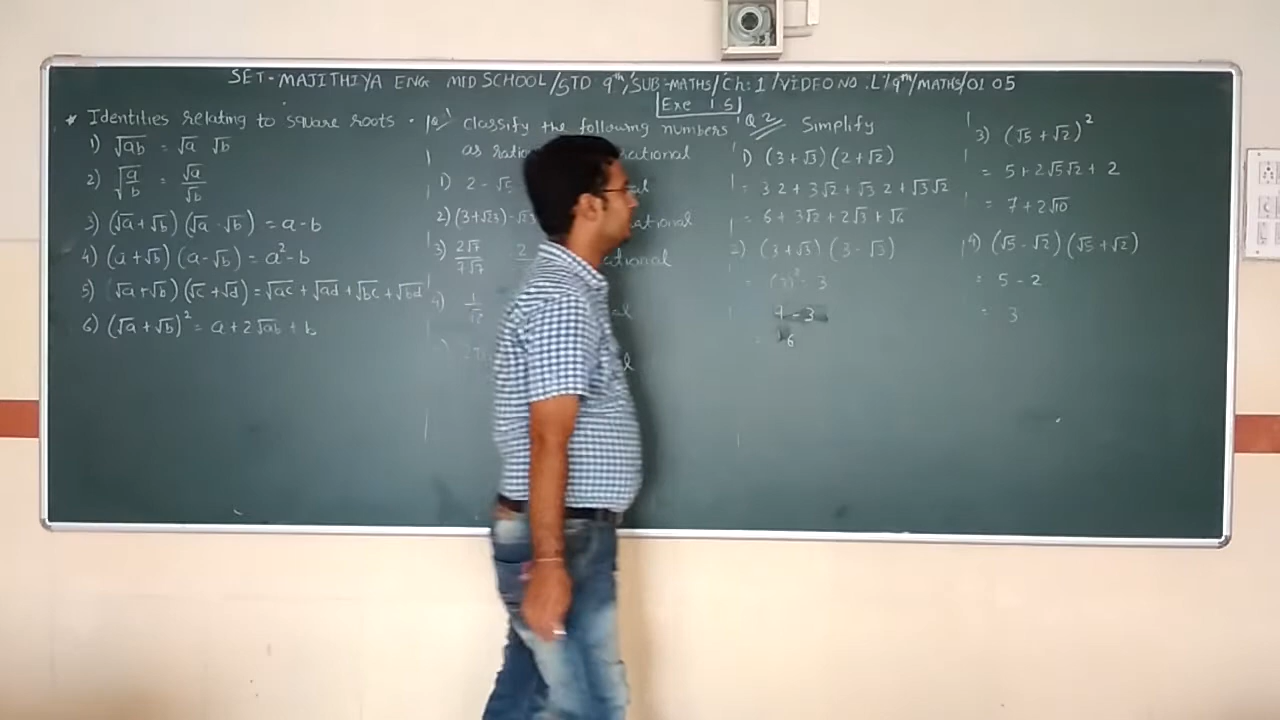 SET-MAJITHIYA ENG MID SCHOOL/STD 9th/SUB-MATHS/Ch:1/VIDEO NO.L/9th/MATHS/01 05
Exe 1 5
* Identities relating to square roots.
1) √ab = √a √b
2) √(a/b) = √a/√b
3) (√a+√b) (√a-√b) = a-b
4) (a+√b) (a-√b) = a²-b
5) (√a+√b) (√c+√d) = √ac+√ad+√bc+√bd
6) (√a+√b)² = a+2√ab+b
Q1 classify the following numbers
as
1) 2-√5
2) (3+√23)-√23
3) 2√7/7√7
1/√2
Q2 Simplify
1) (3+√3)(2+√2)
= 3 2 + 3√2 + √3 2 + √3√2
= 6 + 3√2 + 2√3 + √6
2) (3+√3) (3-√3)
= (3)² - 3
9 - 3
= 6
3) (√5+√2)²
= 5+2√5√2+2
= 7+2√10
4) (√5-√2)(√5+√2)
= 5-2
= 3